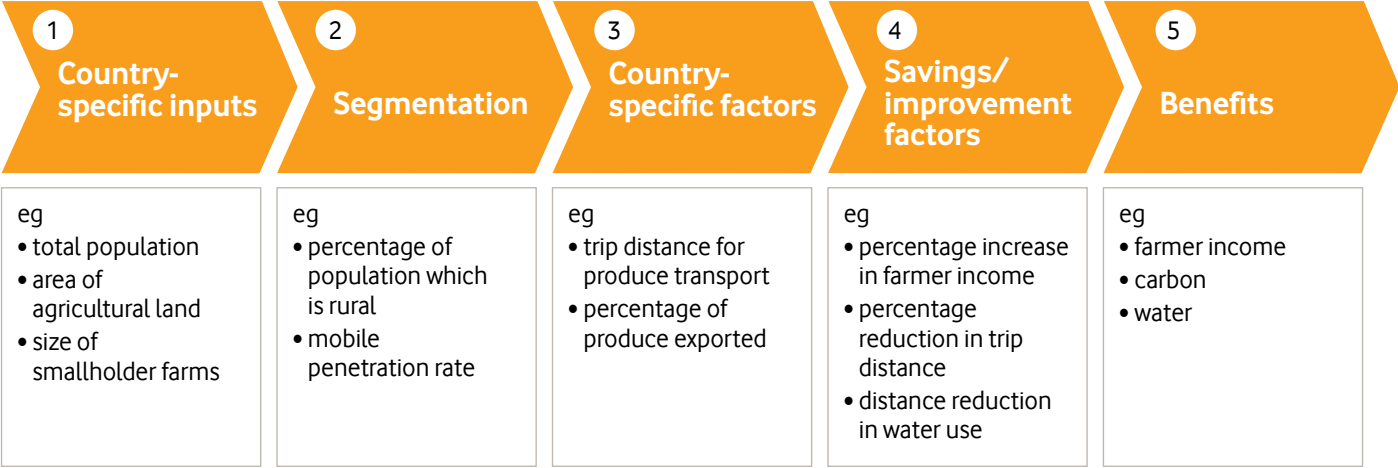 1
Country-
specific inputs
2
Segmentation
3
Country-
specific factors
4
Savings/
improvement
factors
5
Benefits
eg
• total population
• area of
agricultural land
• size of
smallholder farms
eg
• percentage of
population which
is rural
• mobile
penetration rate
eg
• trip distance for
produce transport
• percentage of
produce exported
eg
• percentage increase
in farmer income
• percentage
reduction in trip
distance
• distance reduction
in water use
eg
• farmer income
• carbon
• water